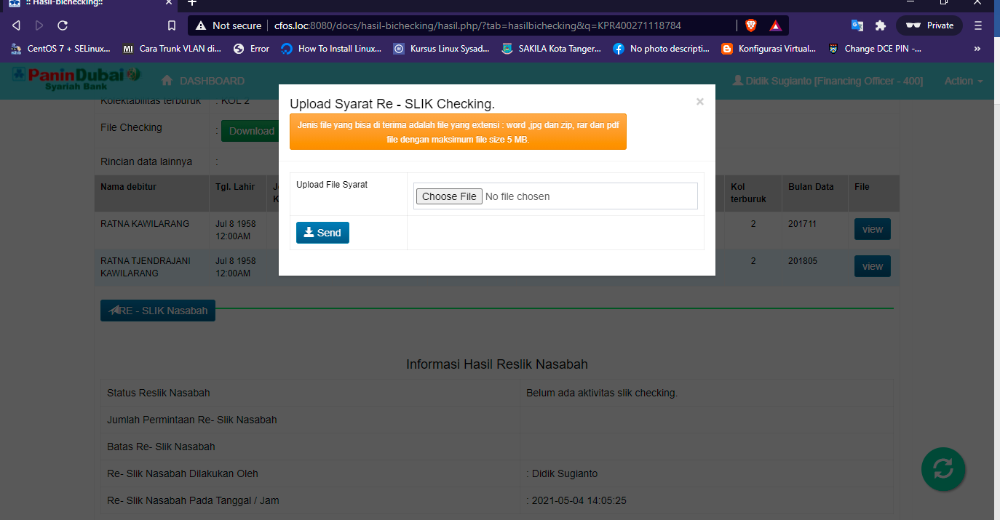 :: Hasil-bichecking::
Not secure
cfos.loc:8080/docs/hasil-bichecking/hasil.php/?tab=hasilbichecking&q=KPR400271118784
Private
CentOS 7 + SELinux...
MI
Cara Trunk VLAN di...
Error
How To Install Linux...
Kursus Linux Sysad...
SAKILA Kota Tanger...
No photo descripti...
Konfigurasi Virtual...
Change DCE PIN -...
»
PaninDubai
Syariah Bank
DASHBOARD
Didik Sugianto [Financing Officer - 400]
Action
Kolektabilitas terburuk : KOL 2
Upload Syarat Re - SLIK Checking.
×
Jenis file yang bisa di terima adalah file yang extensi : word ,jpg dan zip, rar dan pdf
file dengan maksimum file size 5 MB.
File Checking : Download
Rincian data lainnya :
Upload File Syarat
Choose File No file chosen
Send
Nama debitur
Tgl. Lahir
J
K
Kol
terburuk
Bulan Data
File
RATNA KAWILARANG
Jul 8 1958
12:00AM
2
201711
view
RATNA TJENDRAJANI
KAWILARANG
Jul 8 1958
12:00AM
2
201805
view
RE - SLIK Nasabah
Informasi Hasil Reslik Nasabah
Status Reslik Nasabah
Belum ada aktivitas slik checking.
Jumlah Permintaan Re- Slik Nasabah
Batas Re- Slik Nasabah
Re- Slik Nasabah Dilakukan Oleh
: Didik Sugianto
Re- Slik Nasabah Pada Tanggal / Jam
: 2021-05-04 14:05:25